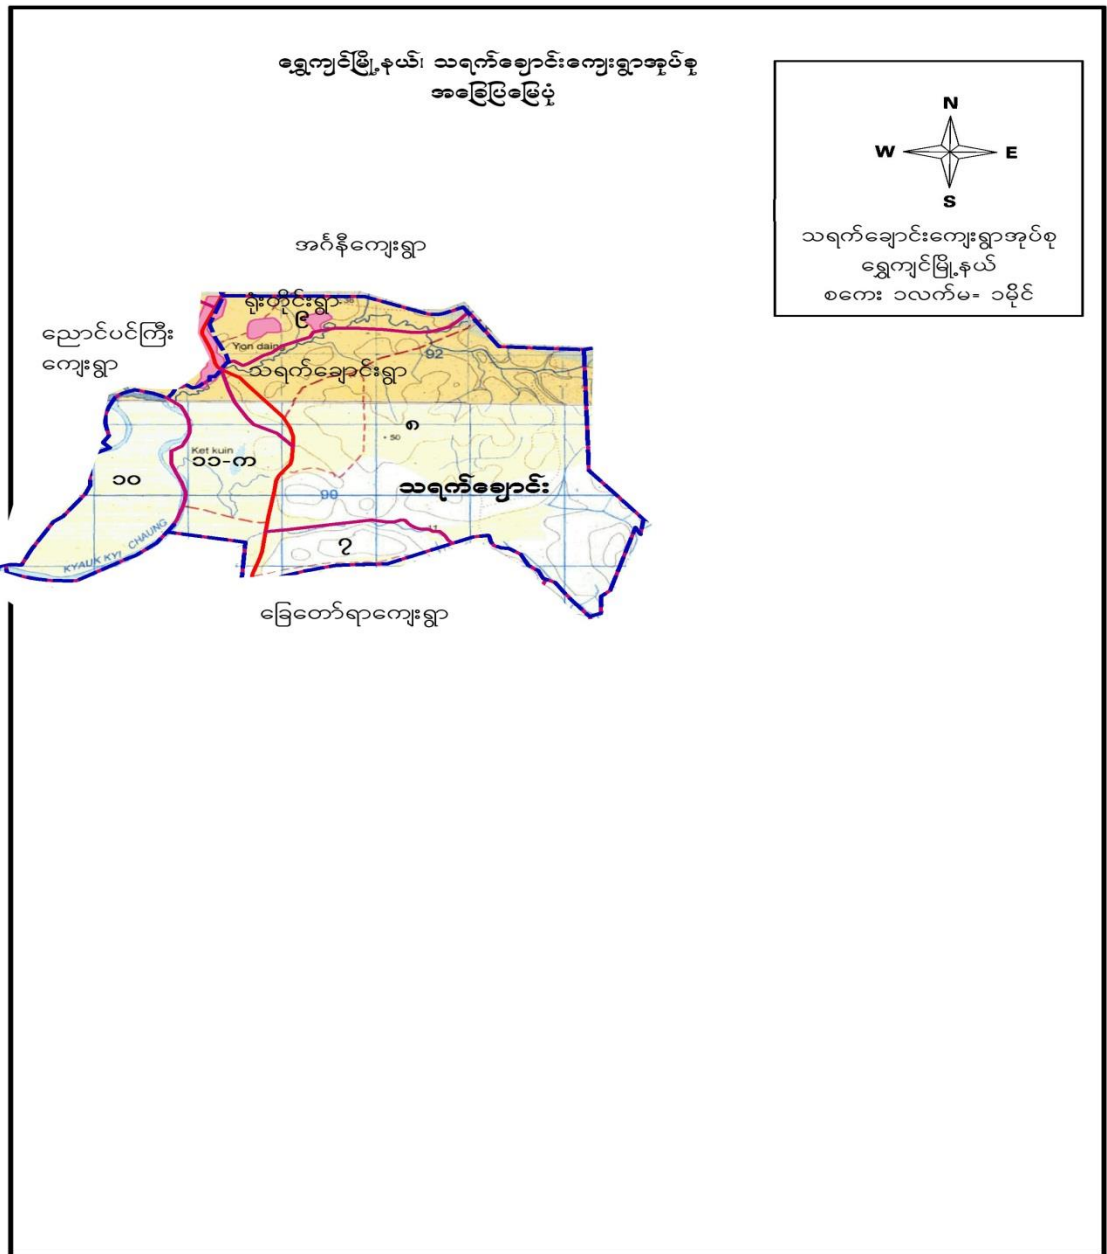 ရွှေကျင်မြို့နယ်၊ သရက်ချောင်းကျေးရွာအုပ်စု
အခြေပြမြေပုံ
N
W
E
S
သရက်ချောင်းကျေးရွာအုပ်စု
ရွှေကျင်မြို့နယ်
စကေး ၁လက်မ= ၁မိုင်
အင်္ဂနီကျေးရွာ
ညောင်ပင်ကြီး
ကျေးရွာ
ရုံးတိုင်းရွာ
၉
Yon daing
92
သရက်ချောင်းရွာ
၈
50
Ket kuin
၁၁-က
၁၀
90
သရက်ချောင်း
၇
KYAUK KYI CHAUNG
ခြေတော်ရာကျေးရွာ